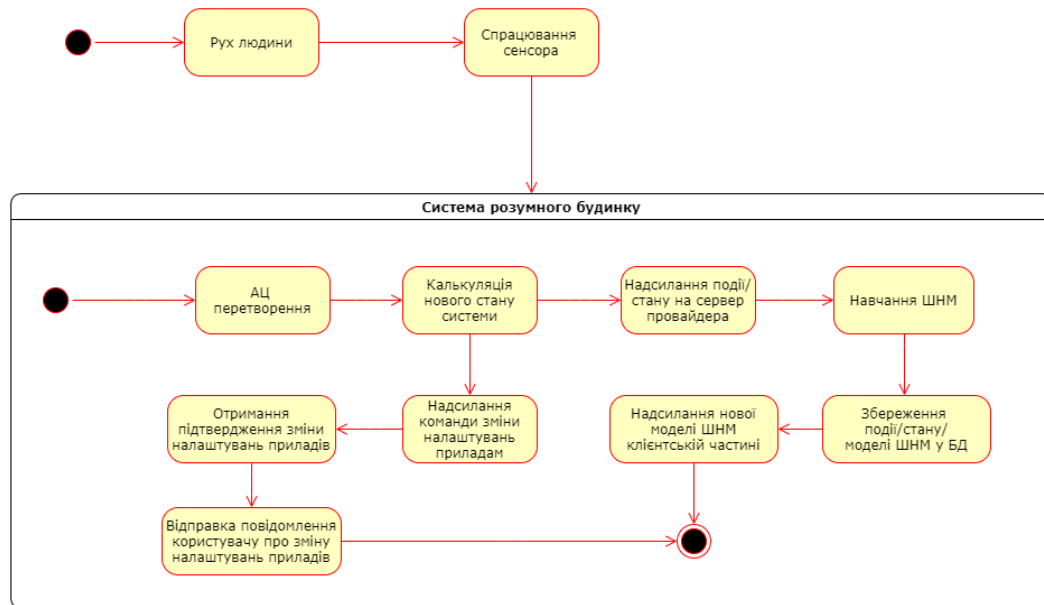 Рух людини
Спрацювання
сенсора
Система розумного будинку
АЦ
перетворення
Калькуляція
нового стану
системи
Надсилання події/
стану на сервер
провайдера
Навчання ШНМ
Отримання
підтвердження зміни
налаштувань приладів
Надсилання
команди зміни
налаштувань
приладам
Надсилання нової
моделі ШНМ
клієнтській частині
Збереження
події/стану/
моделі ШНМ у БД
Відправка повідомлення
користувачу про зміну
налаштувань приладів